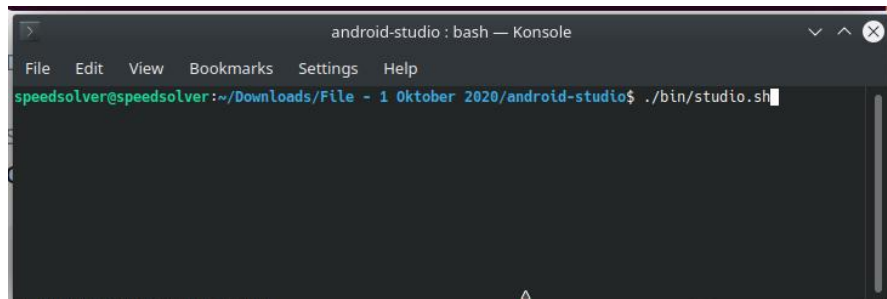 android-studio : bash — Konsole
File Edit View Bookmarks Settings Help
speedsolver@speedsolver:~/Downloads/File - 1 Oktober 2020/android-studio$ ./bin/studio.sh